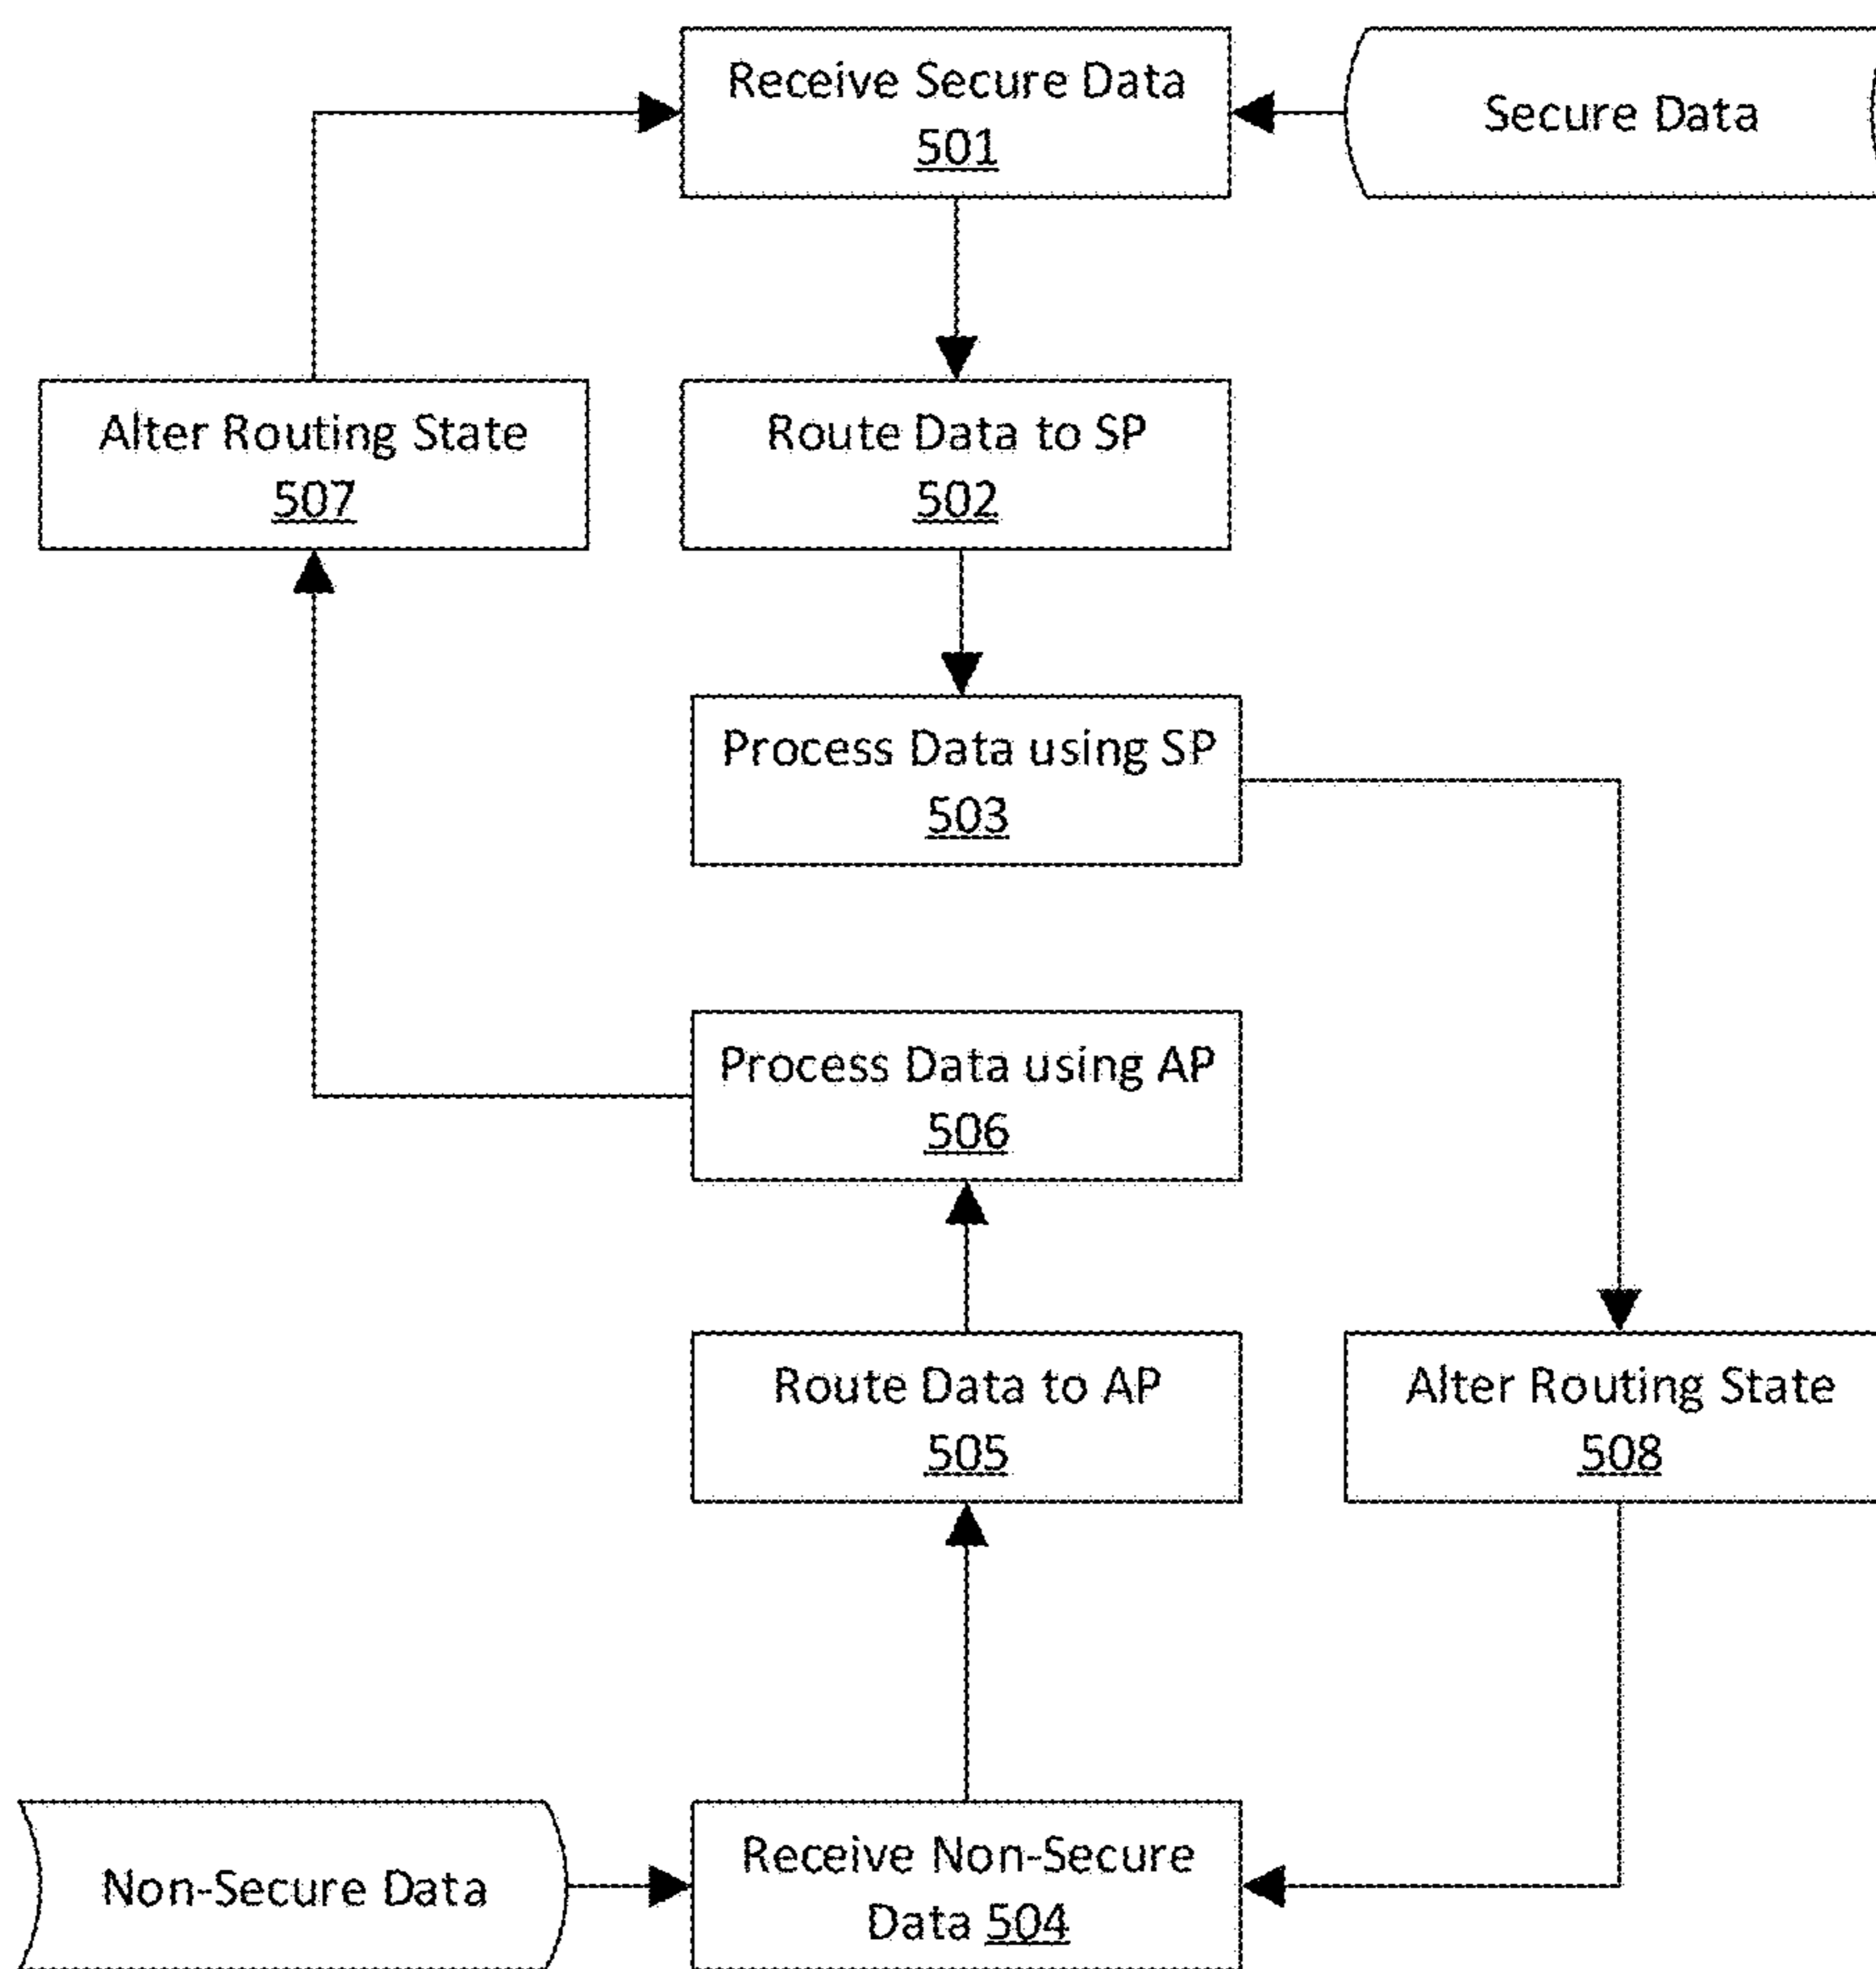 Receive Secure Data
501
Secure Data
Alter Routing State
507
Route Data to SP
502
Process Data using SP
503
Process Data using AP
506
Route Data to AP
505
Alter Routing State
508
Non-Secure Data
Receive Non-Secure
Data 504